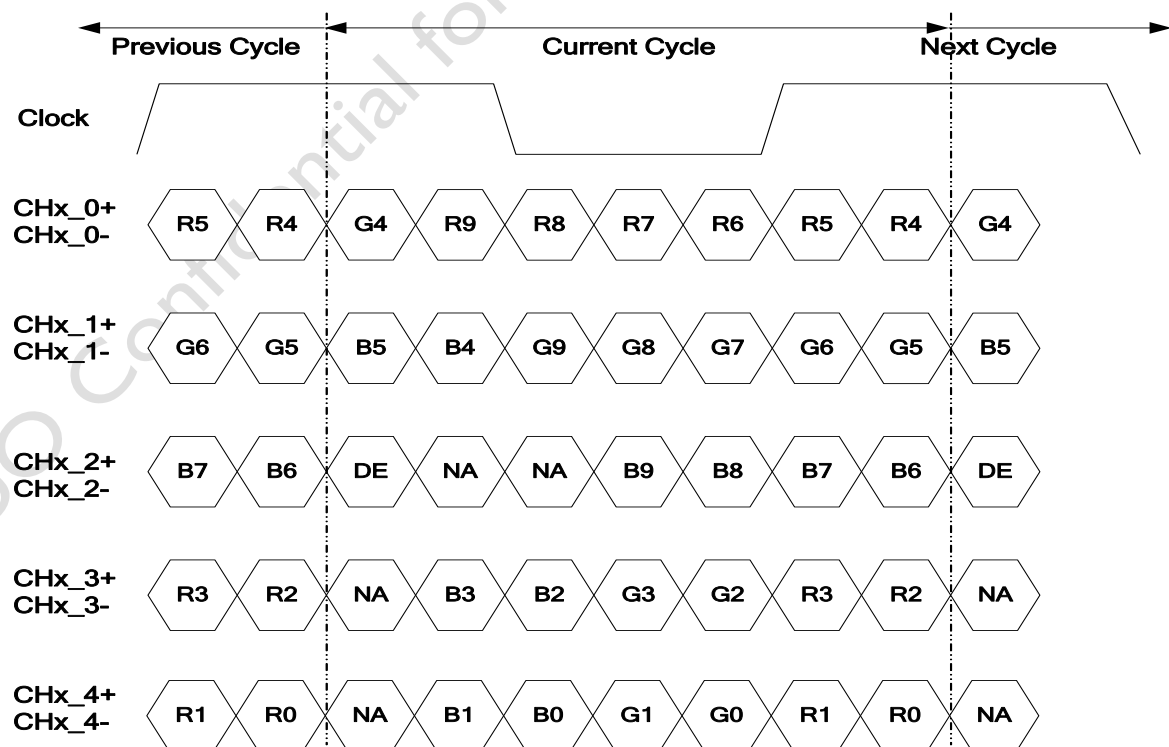 Previous Cycle Current Cycle Next Cycle
Clock
CHx_0+
CHx_0-
R5 R4 G4 R9 R8 R7 R6 R5 R4 G4
CHx_1+
CHx_1-
G6 G5 B5 B4 G9 G8 G7 G6 G5 B5
CHx_2+
CHx_2-
B7 B6 DE NA NA B9 B8 B7 B6 DE
CHx_3+
CHx_3-
R3 R2 NA B3 B2 G3 G2 R3 R2 NA
CHx_4+
CHx_4-
R1 R0 NA B1 B0 G1 G0 R1 R0 NA
Confidential for